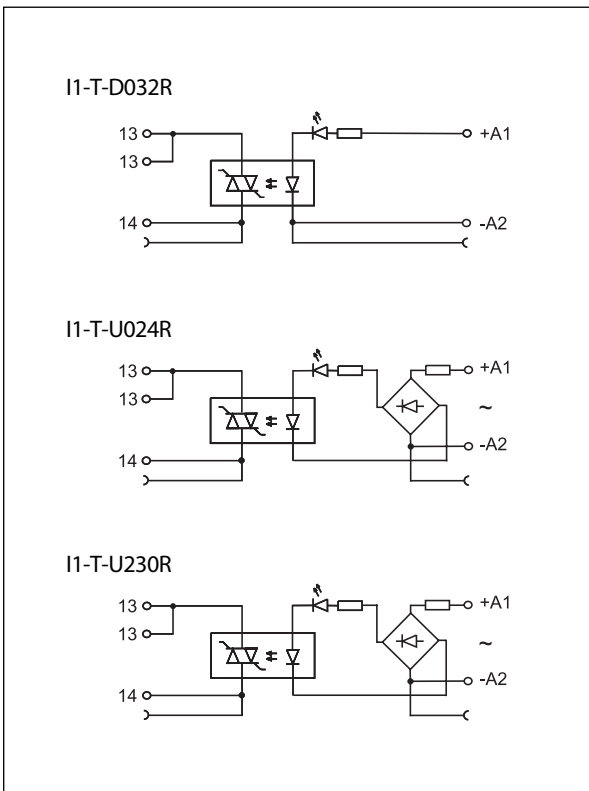 I1-T-D032R
13 +A1
13
14 -A2
I1-T-U024R
13 +A1
13 ~
14 -A2
I1-T-U230R
13 +A1
13 ~
14 -A2